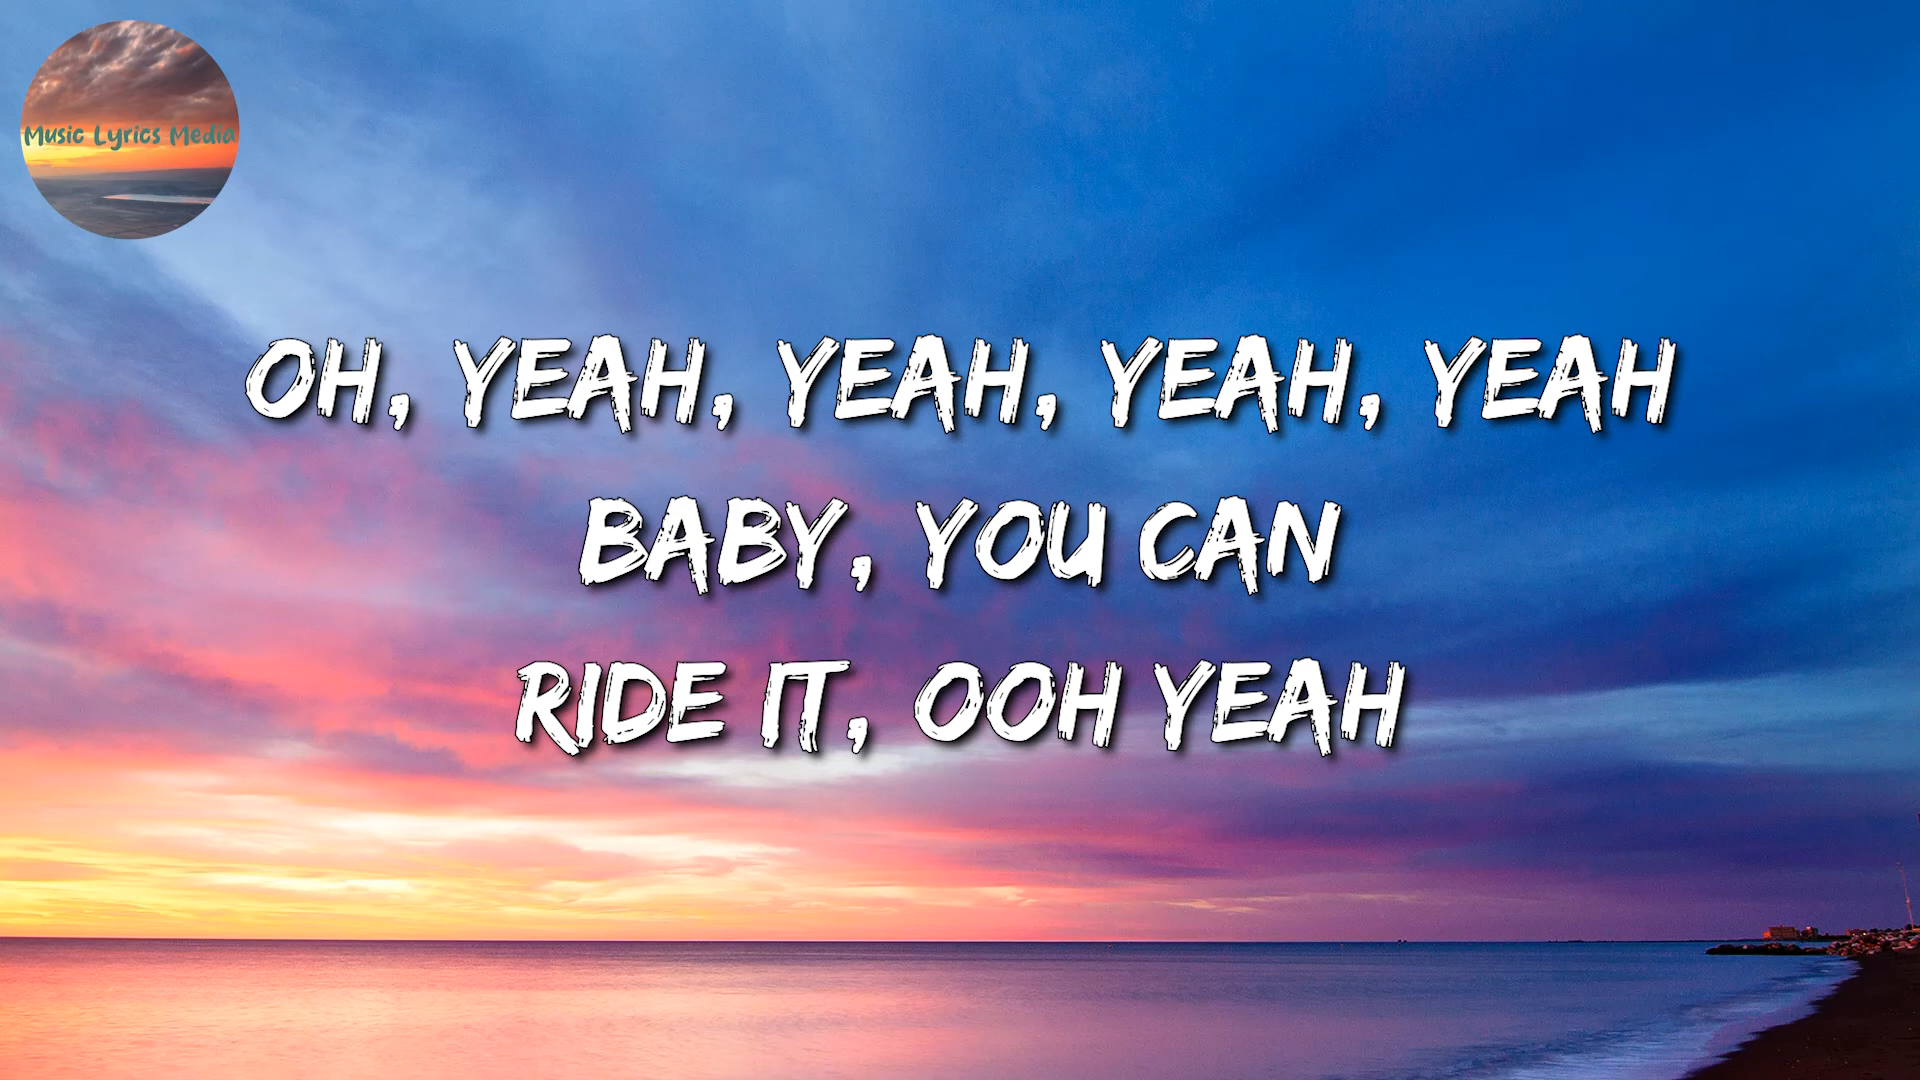 Music Lyrics Media
OH, YEAH, YEAH, YEAH, YEAH
BABY, YOU CAN
RIDE IT, OOH YEAH